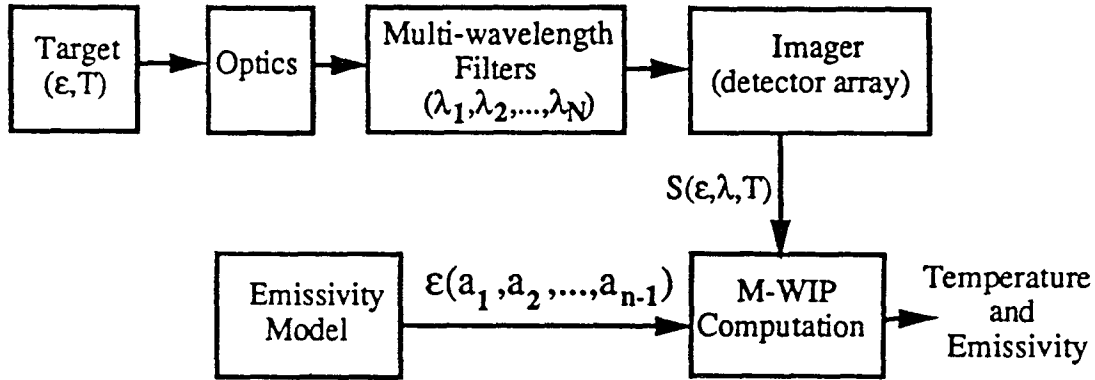 Target
(ε,T)
Optics
Multi-wavelength
Filters
(λ₁,λ₂,...,λ_N)
Imager
(detector array)
S(ε,λ,T)
Emissivity
Model
ε(a₁,a₂,...,aₙ₋₁)
M-WIP
Computation
Temperature
and
Emissivity